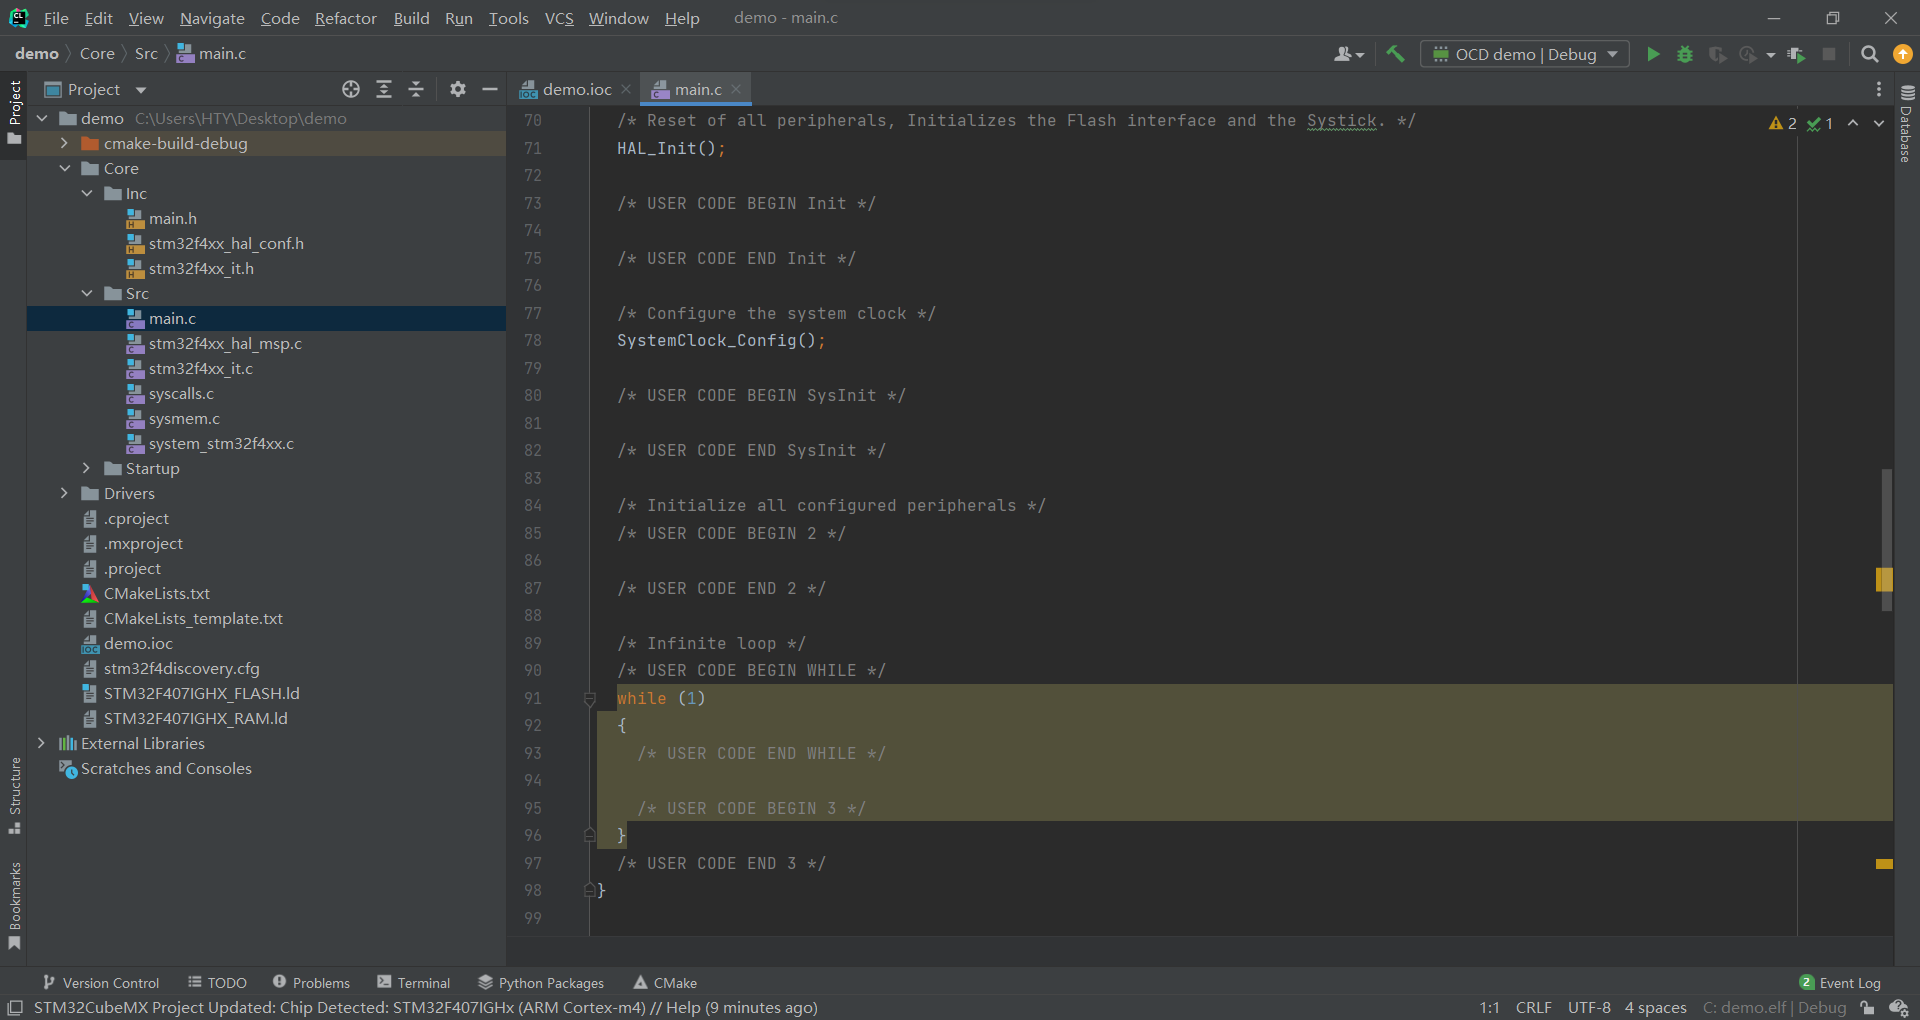 File Edit View Navigate Code Refactor Build Run Tools VCS Window Help demo - main.c
demo Core Src main.c
OCD demo | Debug
Project
Project
demo.ioc
main.c
Database
demo C:\Users\HTY\Desktop\demo
cmake-build-debug
Core
Inc
main.h
stm32f4xx_hal_conf.h
stm32f4xx_it.h
Src
main.c
stm32f4xx_hal_msp.c
stm32f4xx_it.c
syscalls.c
sysmem.c
system_stm32f4xx.c
Startup
Drivers
.cproject
.mxproject
.project
CMakeLists.txt
CMakeLists_template.txt
demo.ioc
stm32f4discovery.cfg
STM32F407IGHX_FLASH.ld
STM32F407IGHX_RAM.ld
External Libraries
Scratches and Consoles
Structure
Bookmarks
2 1
70 /* Reset of all peripherals, Initializes the Flash interface and the Systick. */
71 HAL_Init();
72
73 /* USER CODE BEGIN Init */
74
75 /* USER CODE END Init */
76
77 /* Configure the system clock */
78 SystemClock_Config();
79
80 /* USER CODE BEGIN SysInit */
81
82 /* USER CODE END SysInit */
83
84 /* Initialize all configured peripherals */
85 /* USER CODE BEGIN 2 */
86
87 /* USER CODE END 2 */
88
89 /* Infinite loop */
90 /* USER CODE BEGIN WHILE */
91 while (1)
92 {
93 /* USER CODE END WHILE */
94
95 /* USER CODE BEGIN 3 */
96 }
97 /* USER CODE END 3 */
98 }
99
Version Control TODO Problems Terminal Python Packages CMake 2 Event Log
STM32CubeMX Project Updated: Chip Detected: STM32F407IGHx (ARM Cortex-m4) // Help (9 minutes ago) 1:1 CRLF UTF-8 4 spaces C: demo.elf | Debug